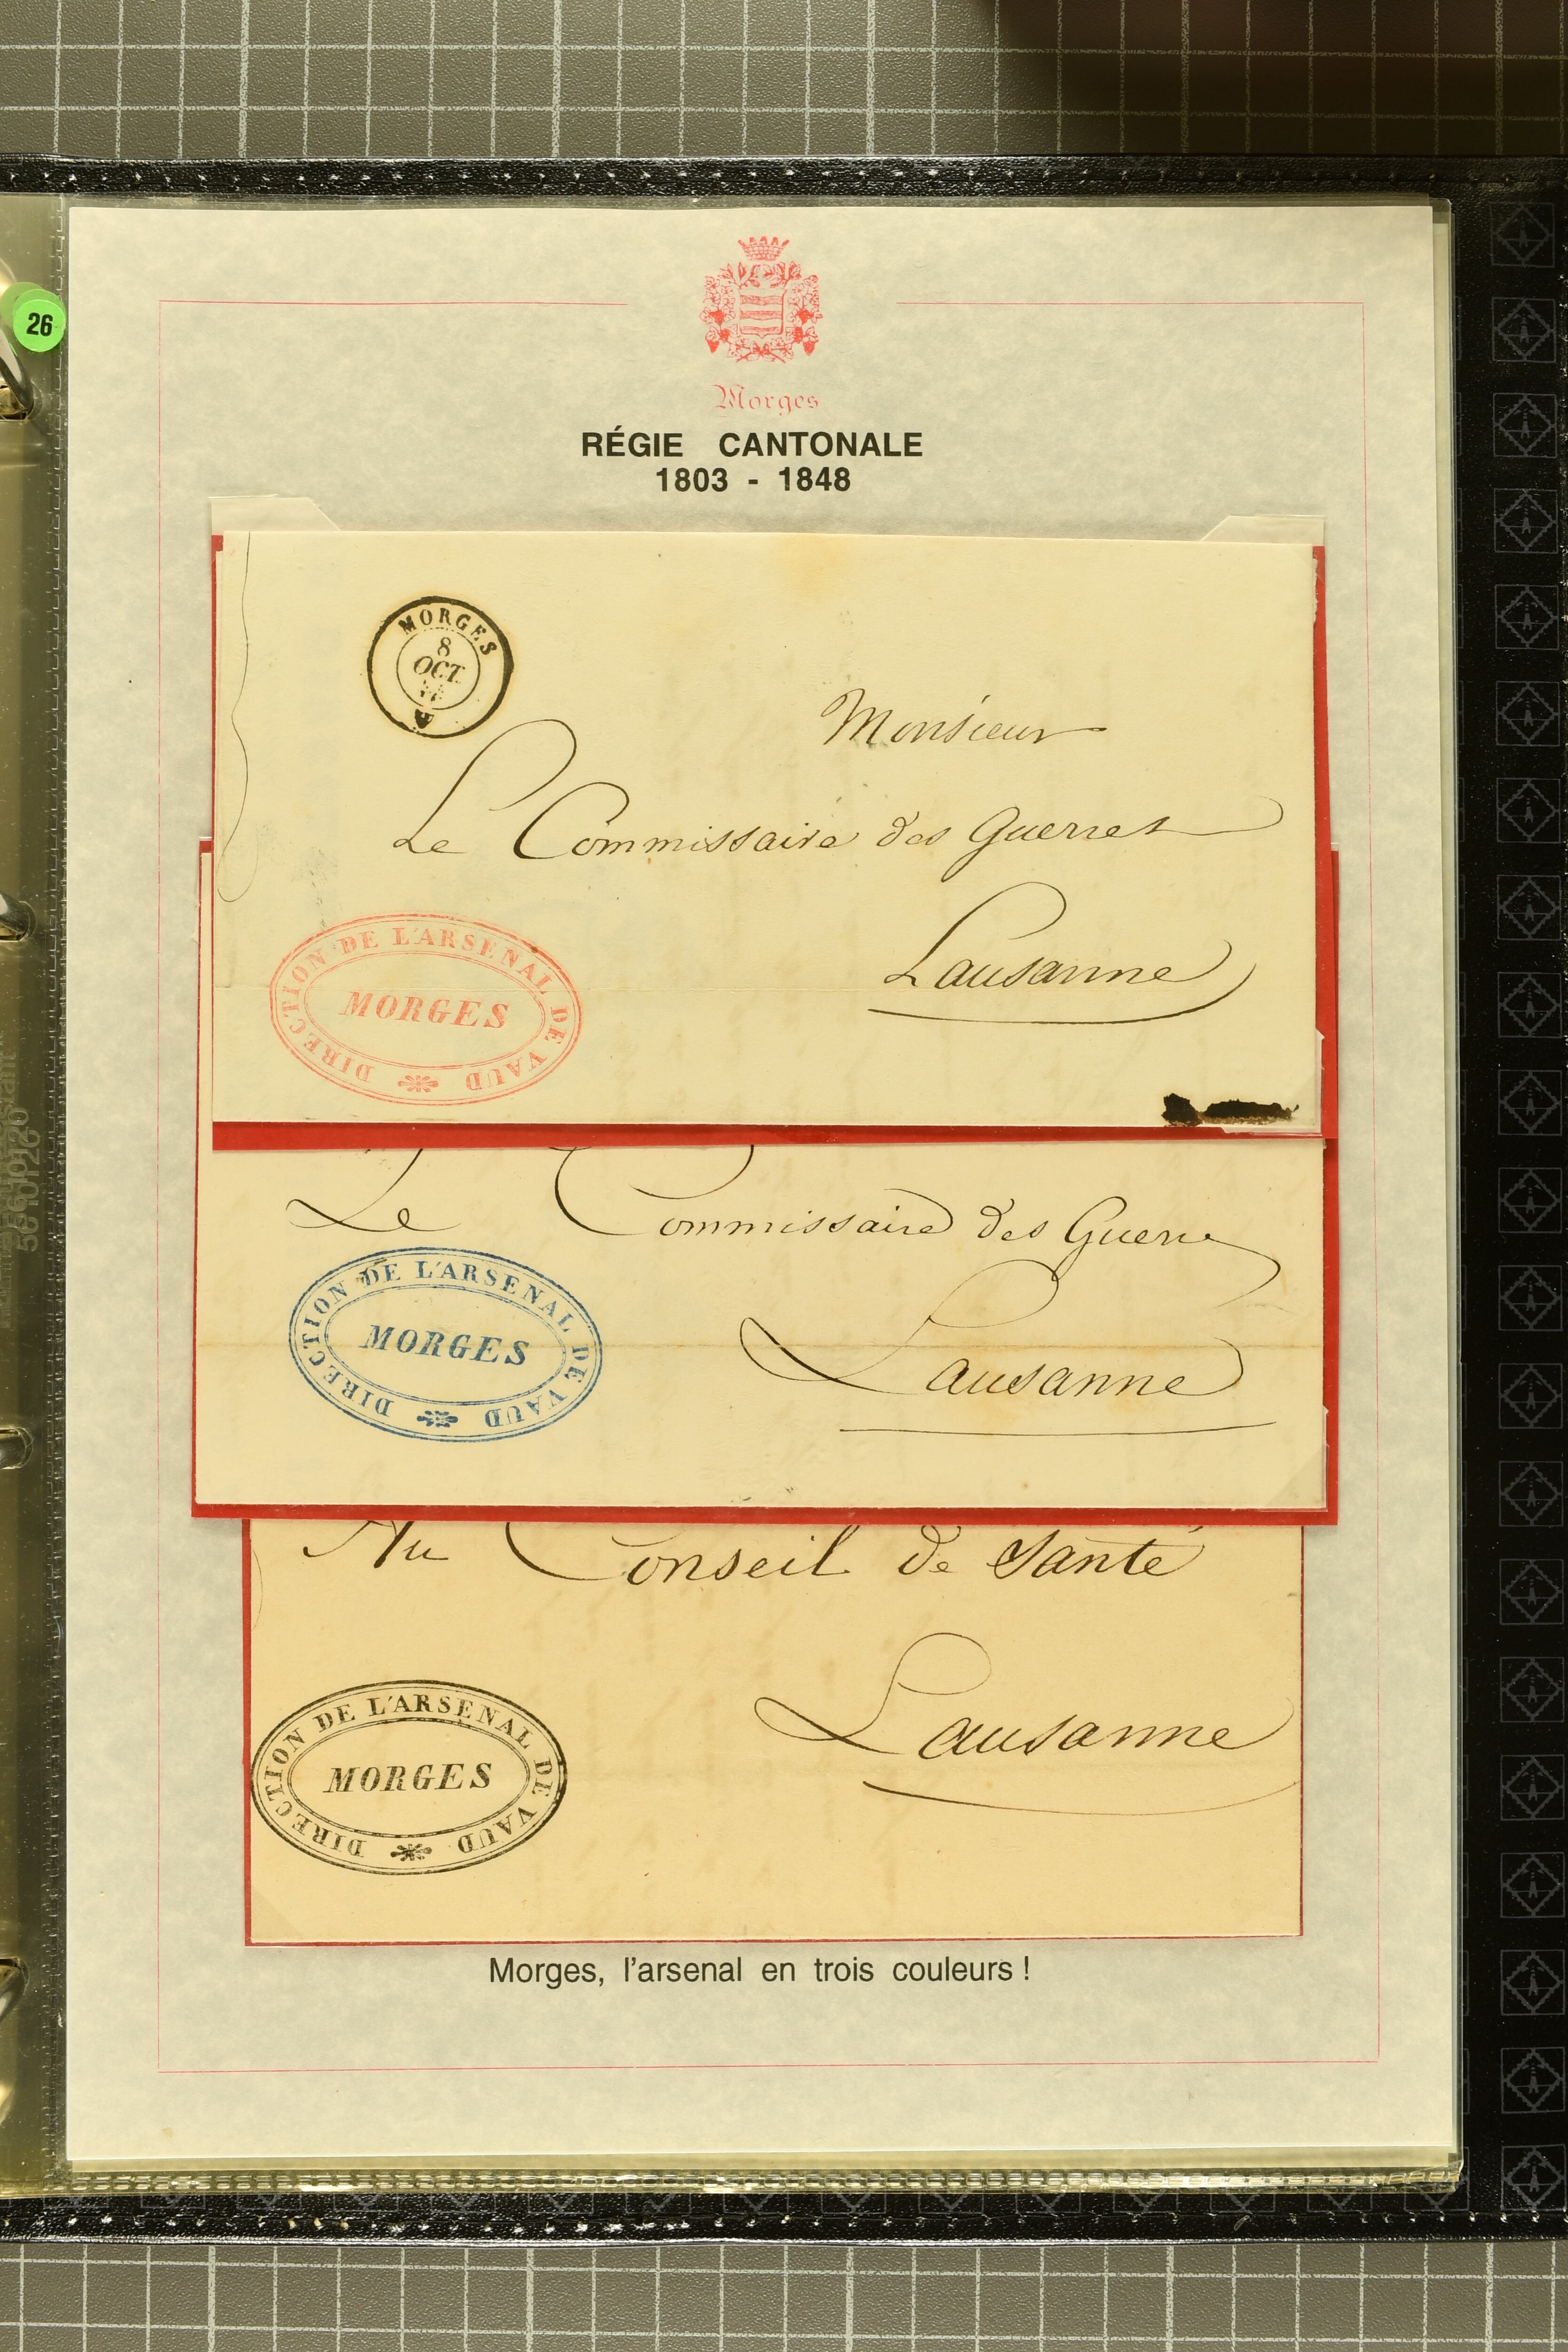 26
Morges
RÉGIE CANTONALE
1803 - 1848
MORGES
8
OCT.
Monsieur
Le Commissaire des Guerres
Lausanne
DIRECTION DE L'ARSENAL DE VAUD
MORGES
Le Commissaire des Guerres
DIRECTION DE L'ARSENAL DE VAUD
MORGES
Lausanne
Au Conseil de Santé
Lausanne
DIRECTION DE L'ARSENAL DE VAUD
MORGES
Morges, l'arsenal en trois couleurs !